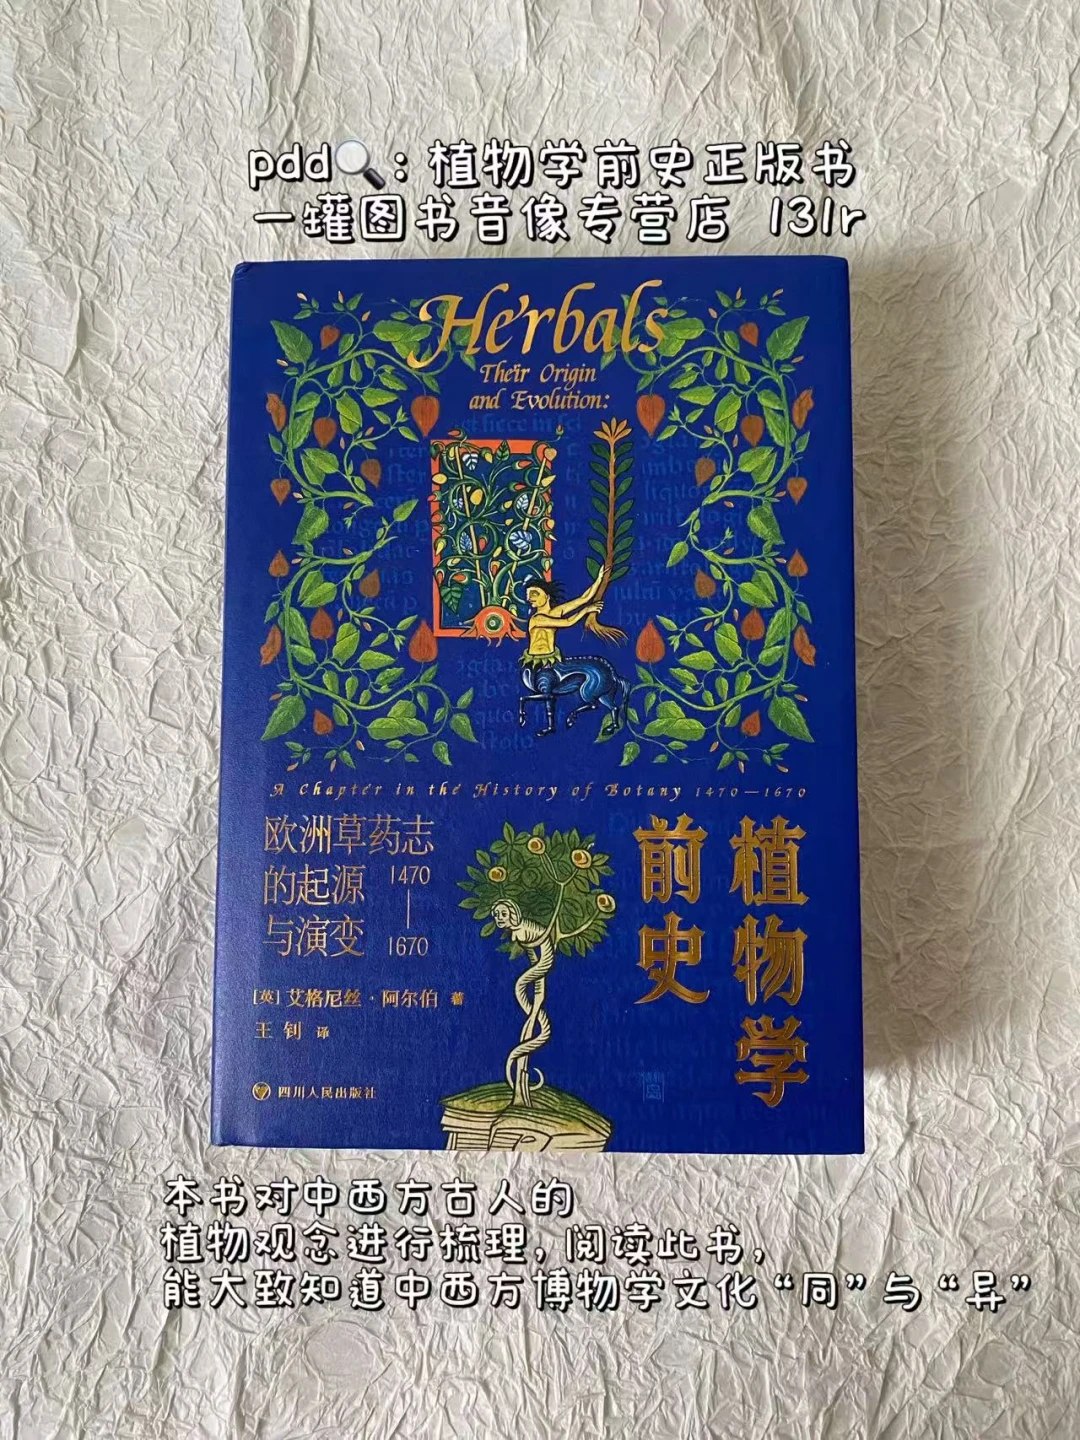 pdd🔍：植物学前史正版书
一罐图书音像专营店 131r
Herbals
Their Origin
and Evolution:
A Chapter in the History of Botany 1470—1670
植物学
前史
欧洲草药志
的起源
与演变
1470
—
1670
[英] 艾格尼丝·阿尔伯 著
王钊 译
四川人民出版社
本书对中西方古人的
植物观念进行梳理，阅读此书，
能大致知道中西方博物学文化“同”与“异”